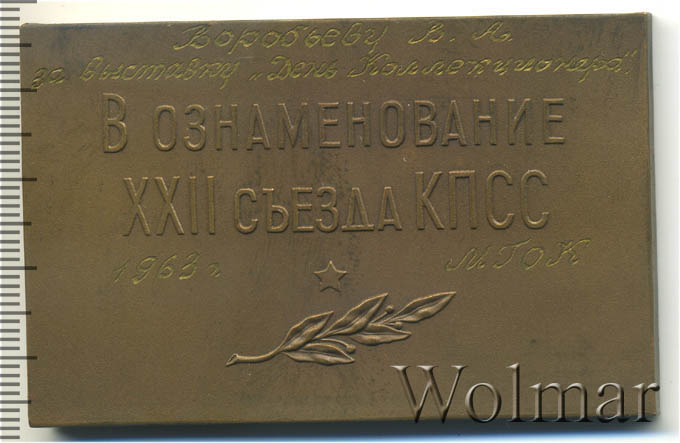 Воробьеву В. А.
за выставку „День Коллекционера".
В ОЗНАМЕНОВАНИЕ
XXII СЪЕЗДА КПСС
1963 г МГОК
Wolmar